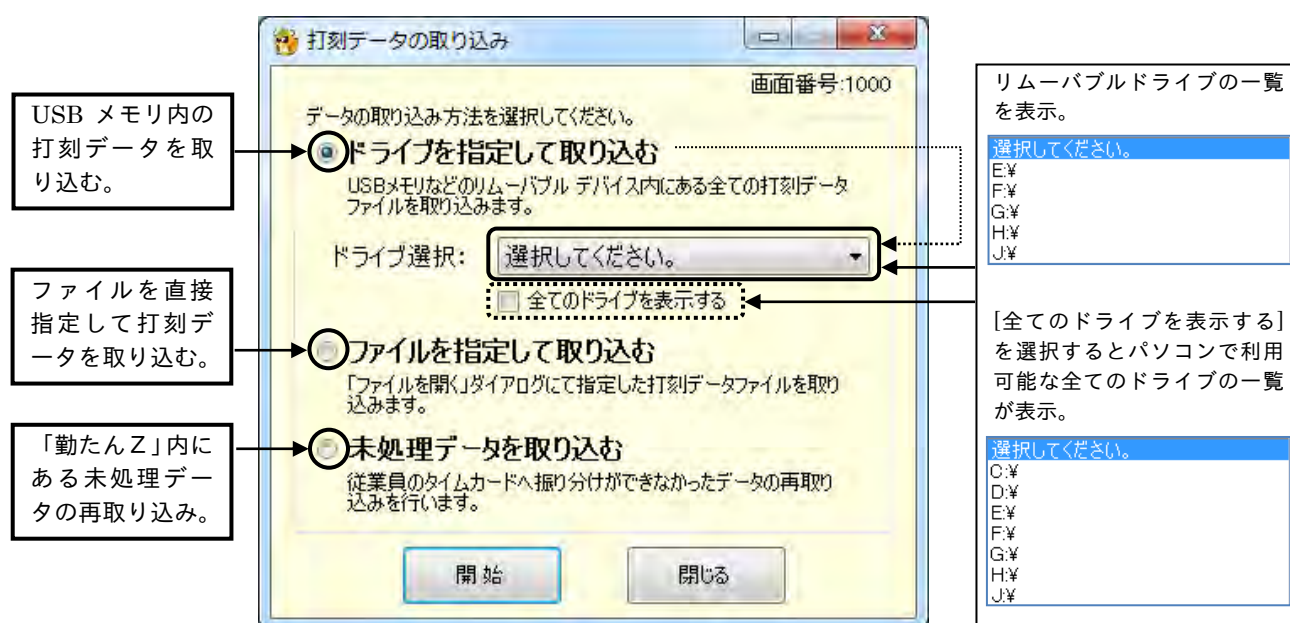 打刻データの取り込み
画面番号:1000
データの取り込み方法を選択してください。
ドライブを指定して取り込む
USBメモリなどのリムーバブル デバイス内にある全ての打刻データ
ファイルを取り込みます。
ドライブ選択:
選択してください。
全てのドライブを表示する
ファイルを指定して取り込む
「ファイルを開く」ダイアログにて指定した打刻データファイルを取り
込みます。
未処理データを取り込む
従業員のタイムカードへ振り分けができなかったデータの再取り
込みを行います。
開始
閉じる
USB メモリ内の
打刻データを取
り込む。
ファイルを直接
指定して打刻デ
ータを取り込む。
「勤たんZ」内に
ある未処理デー
タの再取り込み。
リムーバブルドライブの一覧
を表示。
選択してください。
E:¥
F:¥
G:¥
H:¥
J:¥
[全てのドライブを表示する]
を選択するとパソコンで利用
可能な全てのドライブの一覧
が表示。
選択してください。
C:¥
D:¥
E:¥
F:¥
G:¥
H:¥
J:¥